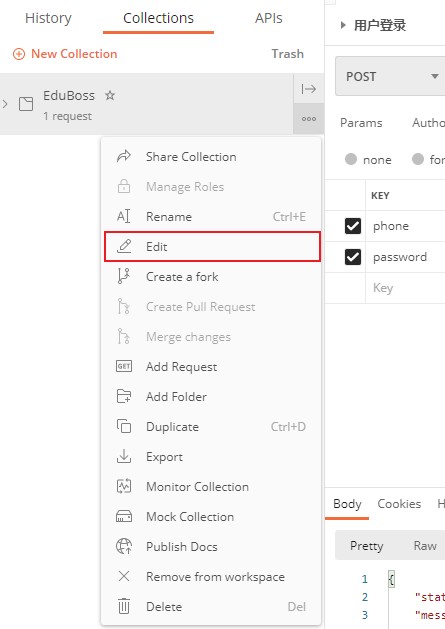 History Collections APIs
New Collection Trash
EduBoss
1 request
Share Collection
Manage Roles
Rename Ctrl+E
Edit
Create a fork
Create Pull Request
Merge changes
GET Add Request
Add Folder
Duplicate Ctrl+D
Export
Monitor Collection
Mock Collection
Publish Docs
Remove from workspace
Delete Del
用户登录
POST
Params Autho
none for
KEY
phone
password
Key
Body Cookies H
Pretty Raw
1 {
2 "stat
3 "mess